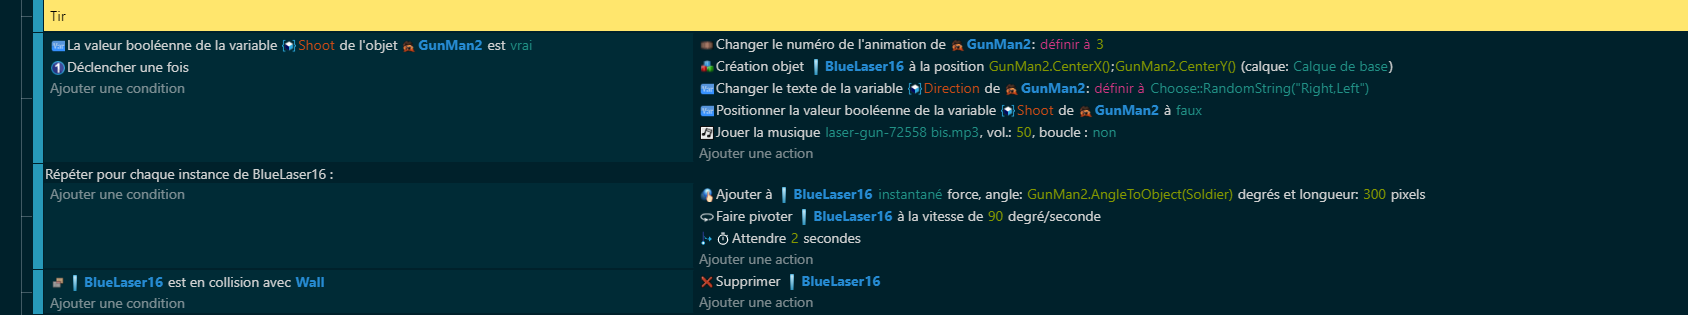 Tir
La valeur booléenne de la variable Shoot de l'objet GunMan2 est vrai
Déclencher une fois
Ajouter une condition
Changer le numéro de l'animation de GunMan2: définir à 3
Création objet BlueLaser16 à la position GunMan2.CenterX();GunMan2.CenterY() (calque: Calque de base)
Changer le texte de la variable Direction de GunMan2: définir à Choose::RandomString("Right,Left")
Positionner la valeur booléenne de la variable Shoot de GunMan2 à faux
Jouer la musique laser-gun-72558 bis.mp3, vol.: 50, boucle : non
Ajouter une action
Répéter pour chaque instance de BlueLaser16 :
Ajouter une condition
Ajouter à BlueLaser16 instantané force, angle: GunMan2.AngleToObject(Soldier) degrés et longueur: 300 pixels
Faire pivoter BlueLaser16 à la vitesse de 90 degré/seconde
Attendre 2 secondes
Ajouter une action
BlueLaser16 est en collision avec Wall
Ajouter une condition
Supprimer BlueLaser16
Ajouter une action